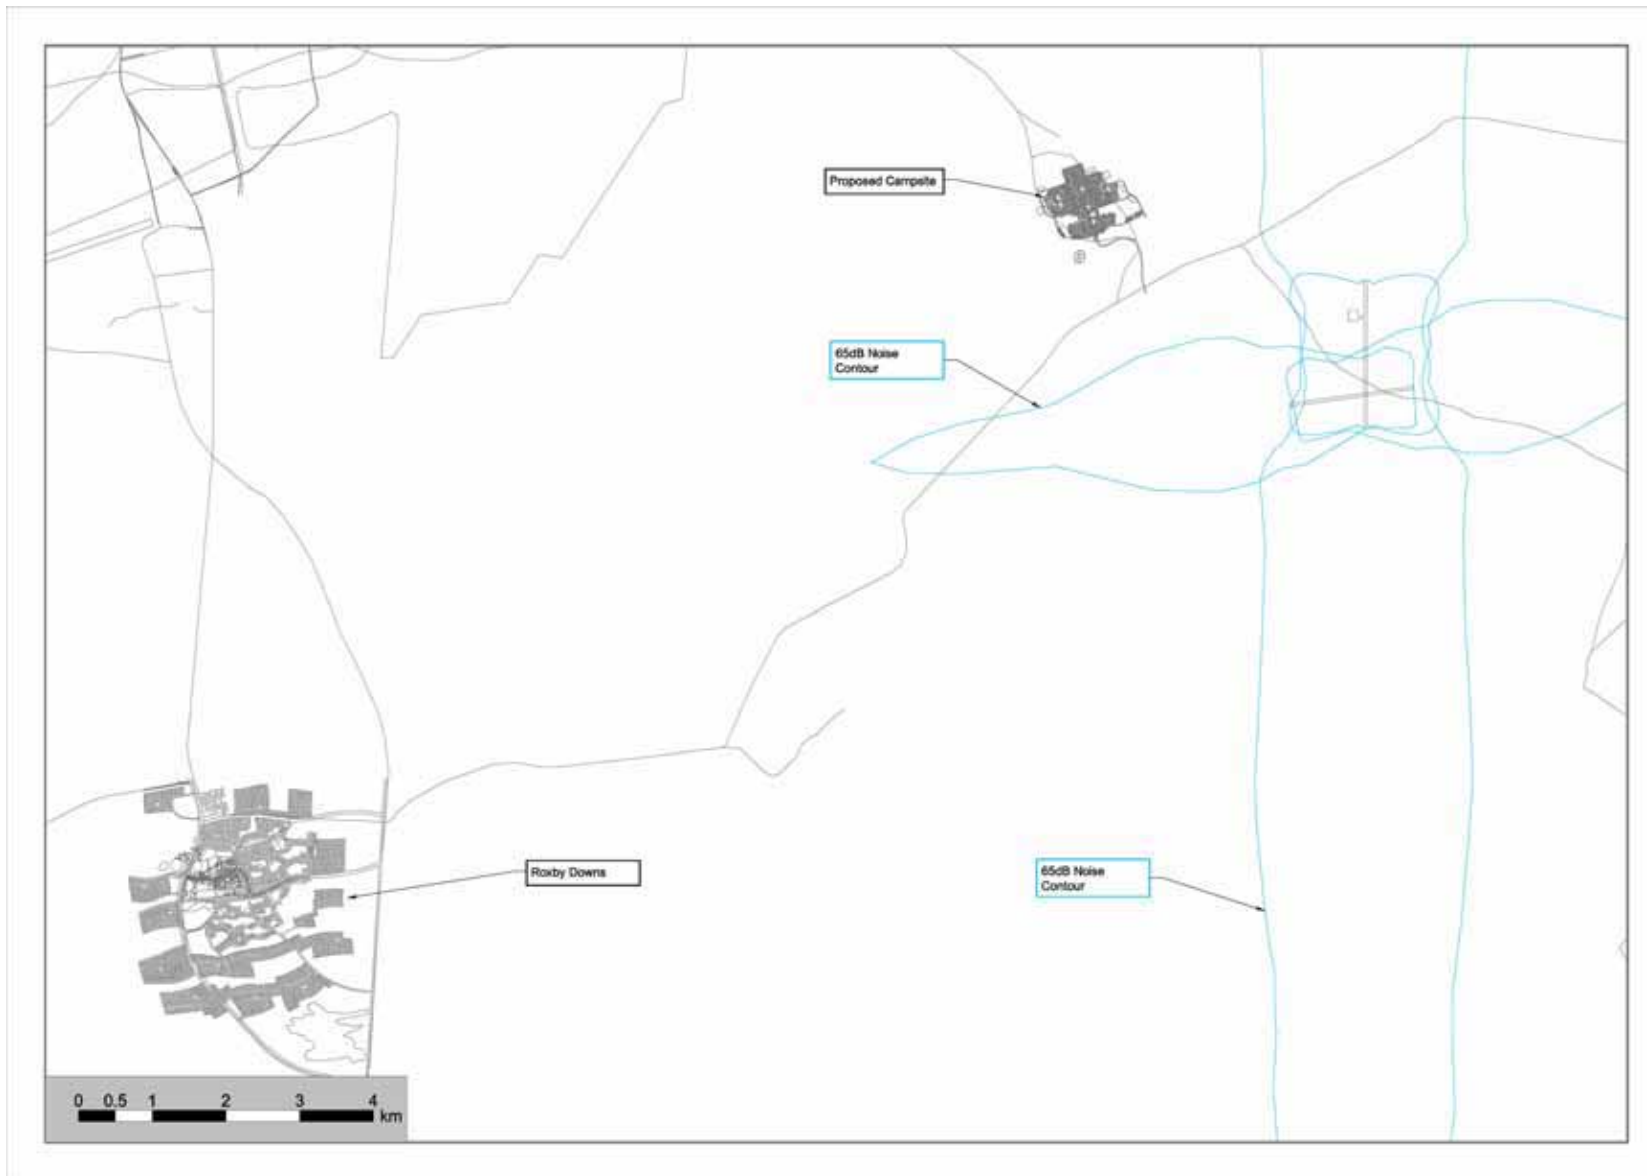 Proposed Campsite
65dB Noise
Contour
Roxby Downs
65dB Noise
Contour
0 0.5 1 2 3 4
km